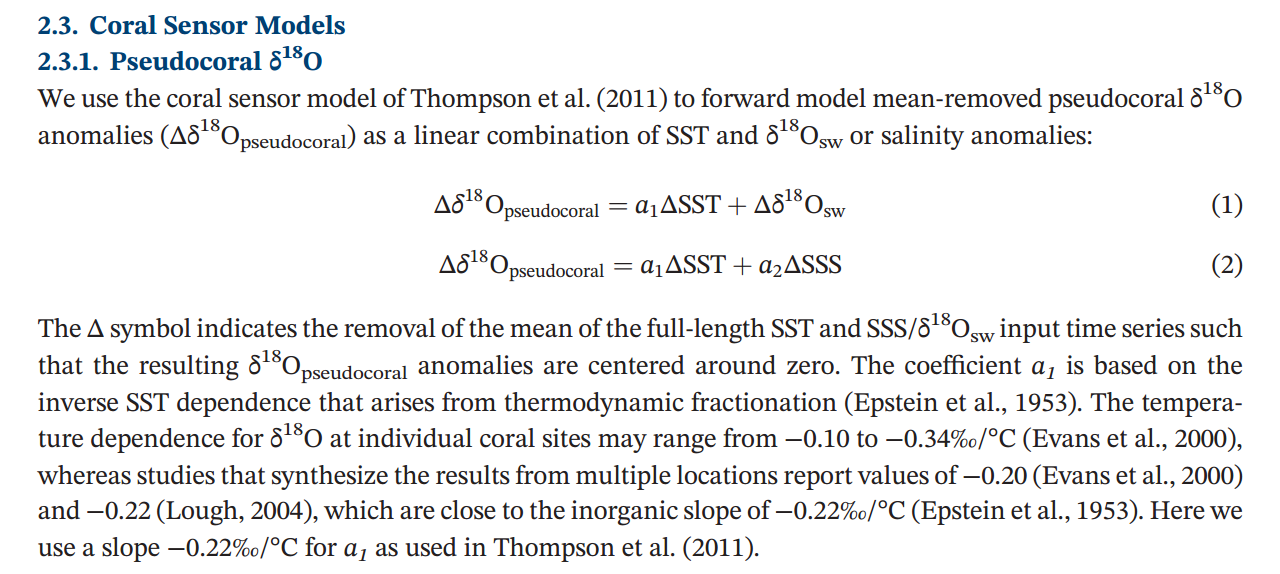 2.3. Coral Sensor Models
2.3.1. Pseudocoral δ¹⁸O
We use the coral sensor model of Thompson et al. (2011) to forward model mean-removed pseudocoral δ¹⁸O
anomalies (Δδ¹⁸O_pseudocoral) as a linear combination of SST and δ¹⁸O_sw or salinity anomalies:
Δδ¹⁸O_pseudocoral = a₁ΔSST + Δδ¹⁸O_sw (1)
Δδ¹⁸O_pseudocoral = a₁ΔSST + a₂ΔSSS (2)
The Δ symbol indicates the removal of the mean of the full-length SST and SSS/δ¹⁸O_sw input time series such
that the resulting δ¹⁸O_pseudocoral anomalies are centered around zero. The coefficient a₁ is based on the
inverse SST dependence that arises from thermodynamic fractionation (Epstein et al., 1953). The tempera-
ture dependence for δ¹⁸O at individual coral sites may range from −0.10 to −0.34‰/°C (Evans et al., 2000),
whereas studies that synthesize the results from multiple locations report values of −0.20 (Evans et al., 2000)
and −0.22 (Lough, 2004), which are close to the inorganic slope of −0.22‰/°C (Epstein et al., 1953). Here we
use a slope −0.22‰/°C for a₁ as used in Thompson et al. (2011).